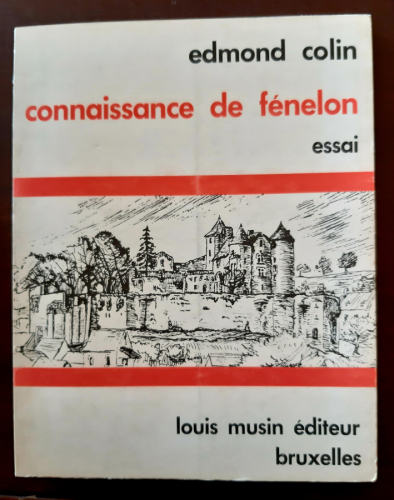 edmond colin
connaissance de fénelon
essai
louis musin éditeur
bruxelles